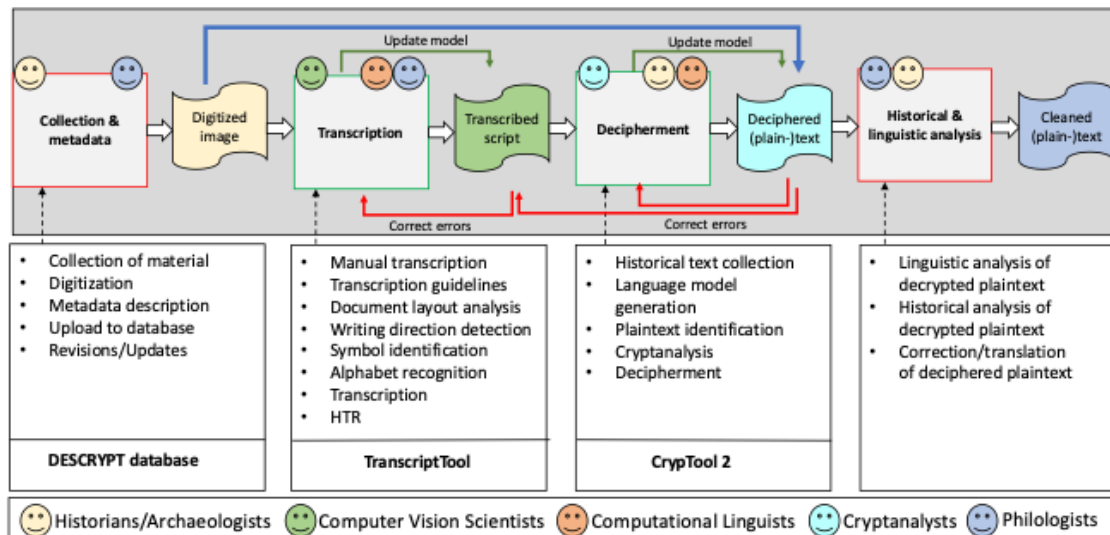 Update model
Update model
Collection &
metadata
Digitized
image
Transcription
Transcribed
script
Decipherment
Deciphered
(plain-)text
Historical &
linguistic analysis
Cleaned
(plain-)text
Correct errors
Correct errors
• Collection of material
• Digitization
• Metadata description
• Upload to database
• Revisions/Updates
DESCRYPT database
• Manual transcription
• Transcription guidelines
• Document layout analysis
• Writing direction detection
• Symbol identification
• Alphabet recognition
• Transcription
• HTR
TranscriptTool
• Historical text collection
• Language model
generation
• Plaintext identification
• Cryptanalysis
• Decipherment
CrypTool 2
• Linguistic analysis of
decrypted plaintext
• Historical analysis of
decrypted plaintext
• Correction/translation
of deciphered plaintext
Historians/Archaeologists
Computer Vision Scientists
Computational Linguists
Cryptanalysts
Philologists